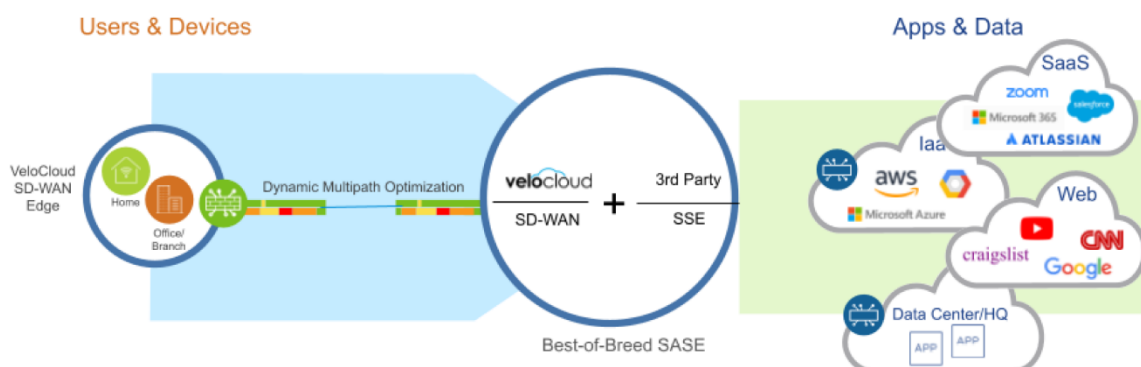 Users & Devices
Apps & Data
VeloCloud
SD-WAN
Edge
Home
Office/
Branch
Dynamic Multipath Optimization
velocloud
SD-WAN
+
3rd Party
SSE
Best-of-Breed SASE
SaaS
zoom
salesforce
Microsoft 365
ATLASSIAN
Iaa
aws
Microsoft Azure
Web
CNN
craigslist
Google
Data Center/HQ
APP
APP